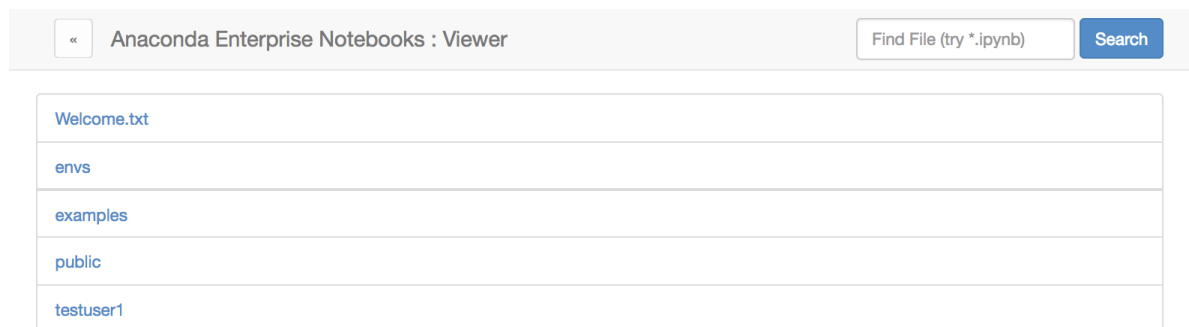 « Anaconda Enterprise Notebooks : Viewer Find File (try *.ipynb) Search
Welcome.txt
envs
examples
public
testuser1